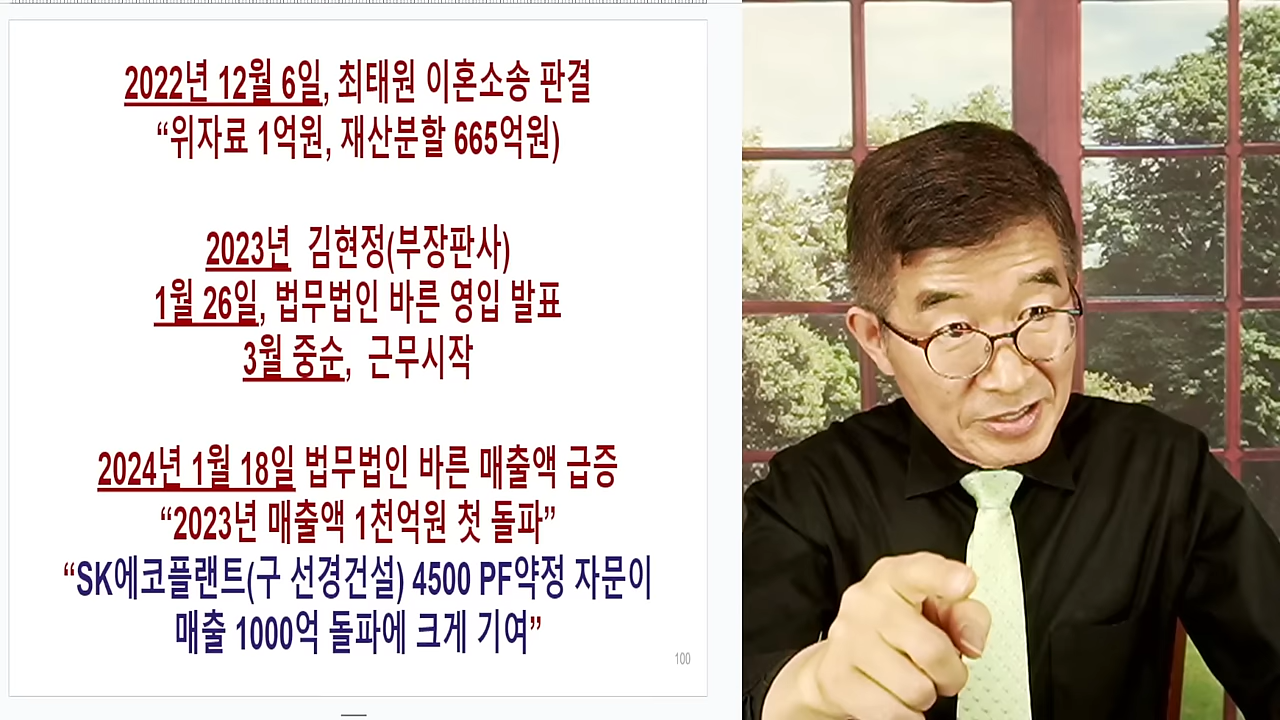 2022년 12월 6일, 최태원 이혼소송 판결
“위자료 1억원, 재산분할 665억원)
2023년 김현정(부장판사)
1월 26일, 법무법인 바른 영입 발표
3월 중순, 근무시작
2024년 1월 18일 법무법인 바른 매출액 급증
“2023년 매출액 1천억원 첫 돌파”
“SK에코플랜트(구 선경건설) 4500 PF약정 자문이
매출 1000억 돌파에 크게 기여”
100